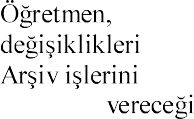 Öğretmen,
değişiklikleri
Arşiv işlerini
vereceği